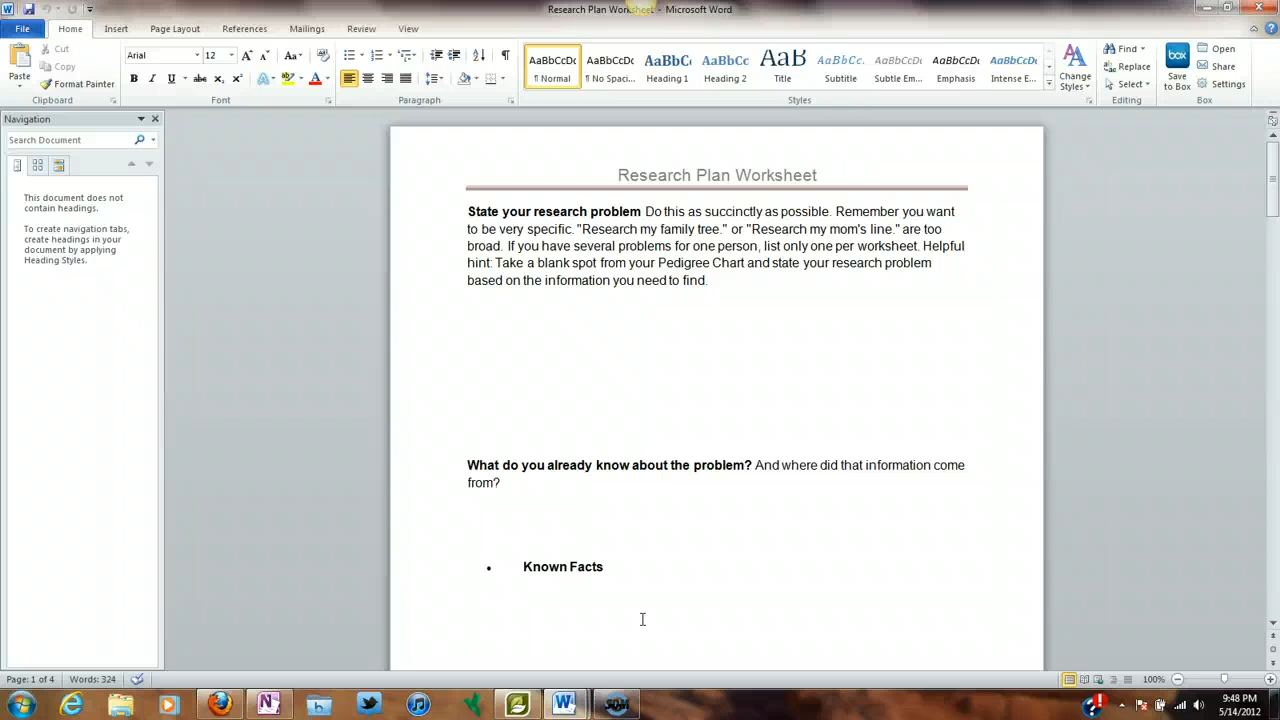 Research Plan Worksheet - Microsoft Word
File Home Insert Page Layout References Mailings Review View
Paste
Cut
Copy
Format Painter
Clipboard
Arial 12
Font
Paragraph
AaBbCcDc AaBbCcDc AaBbC AaBbCc AaB AaBbCc. AaBbCcDc AaBbCcDc AaBbCcDc
¶ Normal ¶ No Spaci... Heading 1 Heading 2 Title Subtitle Subtle Em... Emphasis Intense E...
Styles
Change
Styles
Find
Replace
Select
Editing
box
Save
to Box
Open
Share
Settings
Box
Navigation
Search Document
This document does not
contain headings.
To create navigation tabs,
create headings in your
document by applying
Heading Styles.
Research Plan Worksheet
State your research problem Do this as succinctly as possible. Remember you want
to be very specific. "Research my family tree." or "Research my mom's line." are too
broad. If you have several problems for one person, list only one per worksheet. Helpful
hint: Take a blank spot from your Pedigree Chart and state your research problem
based on the information you need to find.
What do you already know about the problem? And where did that information come
from?
• Known Facts
Page: 1 of 4 Words: 324
100%
9:48 PM
5/14/2012